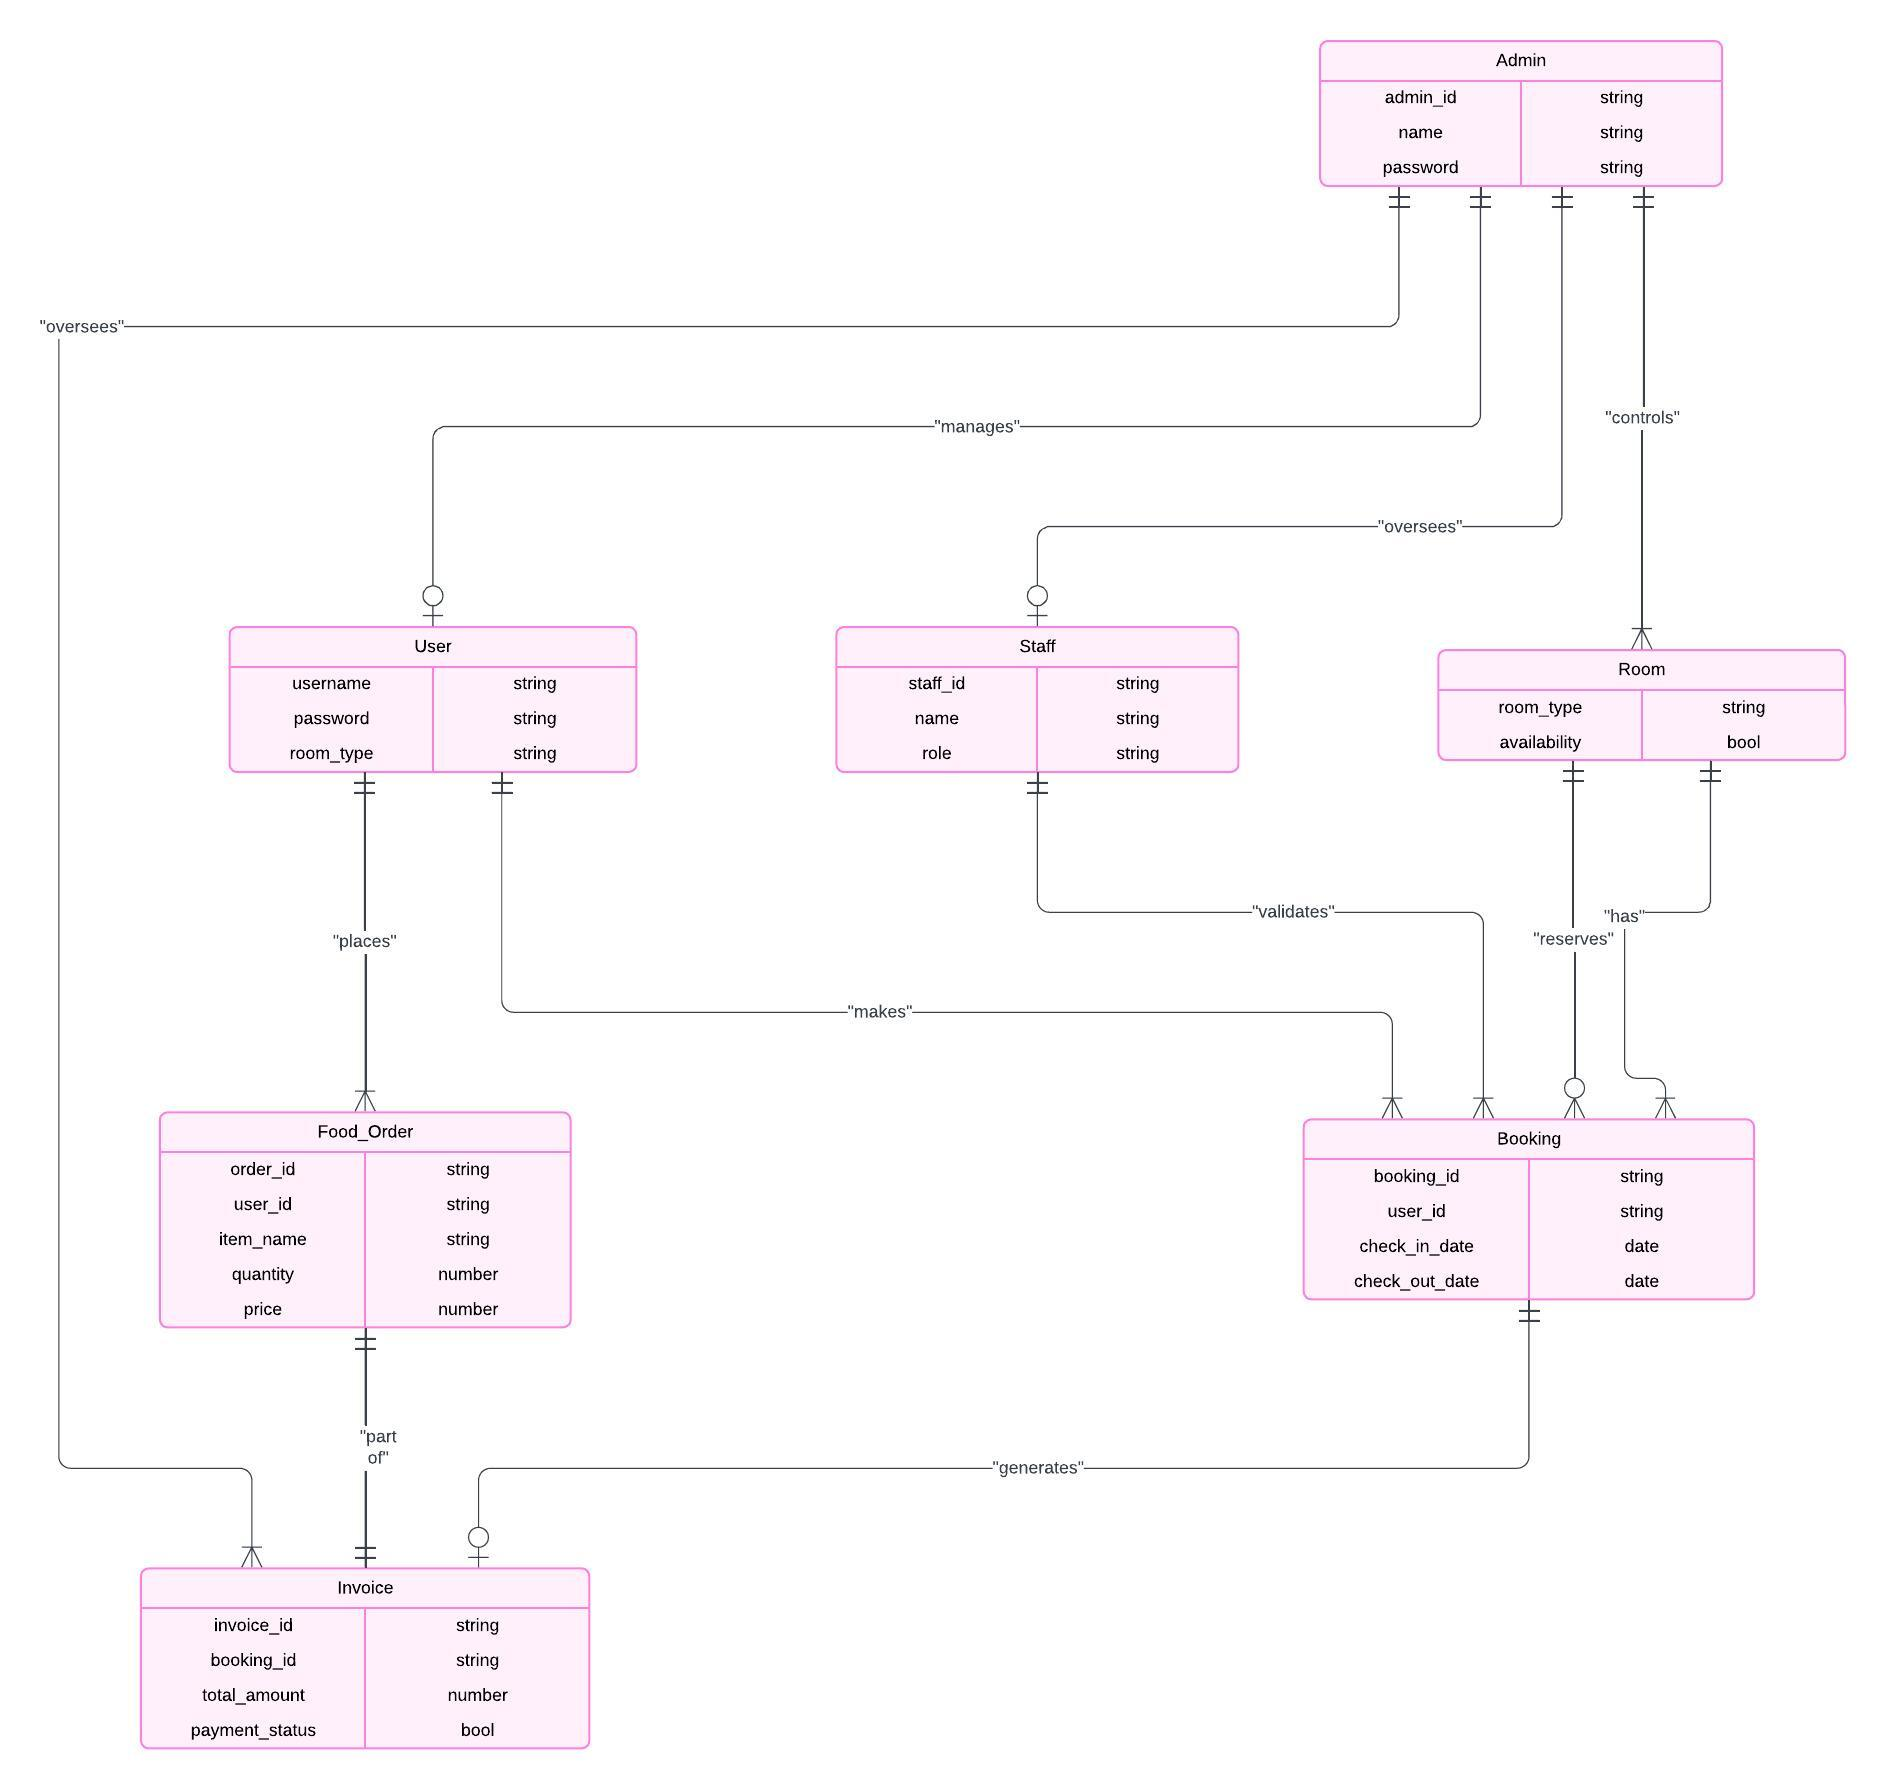 Admin
admin_id string
name string
password string
"oversees"
"controls"
"manages"
"oversees"
User
username string
password string
room_type string
Staff
staff_id string
name string
role string
Room
room_type string
availability bool
"validates"
"has"
"reserves"
"places"
"makes"
Food_Order
order_id string
user_id string
item_name string
quantity number
price number
Booking
booking_id string
user_id string
check_in_date date
check_out_date date
"part
of"
"generates"
Invoice
invoice_id string
booking_id string
total_amount number
payment_status bool